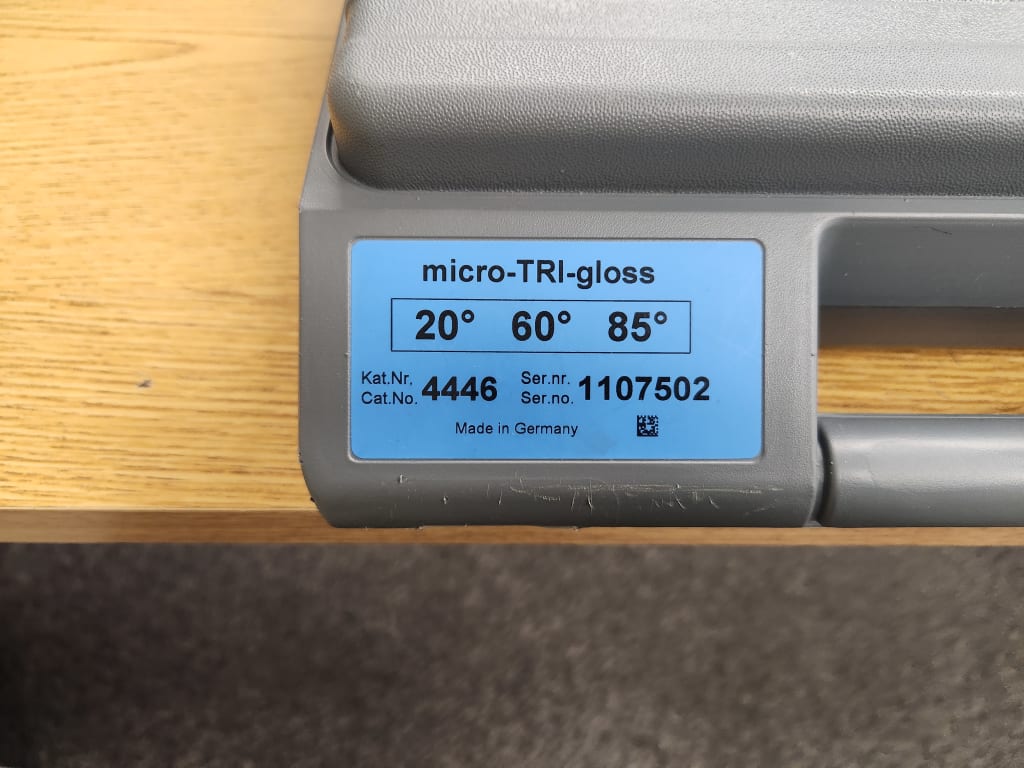 micro-TRI-gloss
20° 60° 85°
Kat.Nr. Ser.nr.
Cat.No. 4446 Ser.no. 1107502
Made in Germany